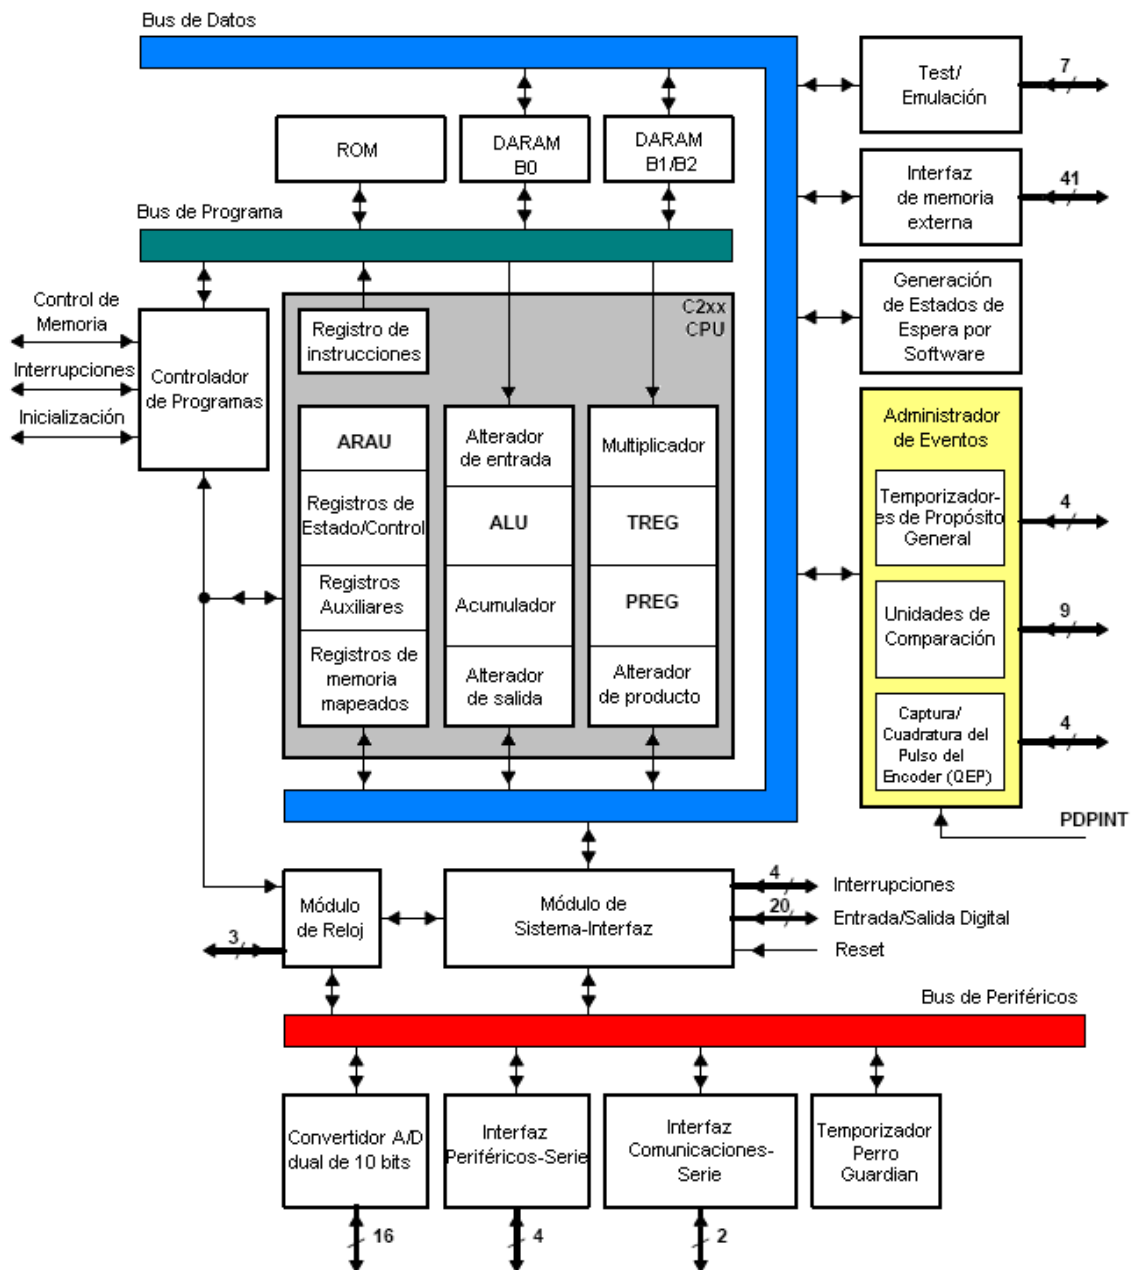 Bus de Datos
Test/
Emulación
7
ROM
DARAM
B0
DARAM
B1/B2
Interfaz
de memoria
externa
41
Bus de Programa
Generación
de Estados de
Espera por
Software
Control de
Memoria
Interrupciones
Inicialización
Controlador
de Programas
Registro de
instrucciones
C2xx
CPU
ARAU
Registros de
Estado/Control
Registros
Auxiliares
Registros de
memoria
mapeados
Alterador
de entrada
ALU
Acumulador
Alterador
de salida
Multiplicador
TREG
PREG
Alterador
de producto
Administrador
de Eventos
Temporizador-
es de Propósito
General
4
Unidades de
Comparación
9
Captura/
Cuadratura del
Pulso del
Encoder (QEP)
4
PDPINT
Módulo
de Reloj
3
Módulo de
Sistema-Interfaz
4
Interrupciones
20
Entrada/Salida Digital
Reset
Bus de Periféricos
Convertidor A/D
dual de 10 bits
16
Interfaz
Periféricos-Serie
4
Interfaz
Comunicaciones-
Serie
2
Temporizador
Perro
Guardian